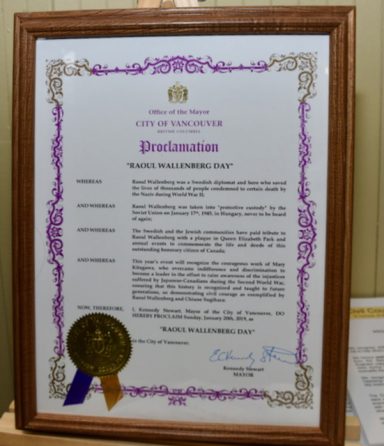 Office of the Mayor
CITY OF VANCOUVER
BRITISH COLUMBIA
Proclamation
"RAOUL WALLENBERG DAY"
WHEREAS Raoul Wallenberg was a Swedish diplomat and hero who saved
the lives of thousands of people condemned to certain death by
the Nazis during World War II.
AND WHEREAS Raoul Wallenberg was taken into "protective custody" by the
Soviet Union on January 17th, 1945, in Hungary, never to be heard
of again;
AND WHEREAS The Swedish and the Jewish communities have paid tribute to
Raoul Wallenberg with a plaque in Queen Elizabeth Park and
annual events to commemorate the life and deeds of this
outstanding honorary citizen of Canada.
AND WHEREAS This year's event will recognize the courageous work of Mary
Kitagawa, who overcame indifference and discrimination to
become a leader in the effort to raise awareness of the injustices
suffered by Japanese-Canadians during the Second World War,
ensuring that this history is recognized and taught to future
generations, so demonstrating civil courage as exemplified by
Raoul Wallenberg and Chiune Sugihara:
NOW, THEREFORE, I, Kennedy Stewart, Mayor of the City of Vancouver, DO
HEREBY PROCLAIM Sunday, January 20th, 2019, as
"RAOUL WALLENBERG DAY"
in the City of Vancouver.
Kennedy Stewart
MAYOR